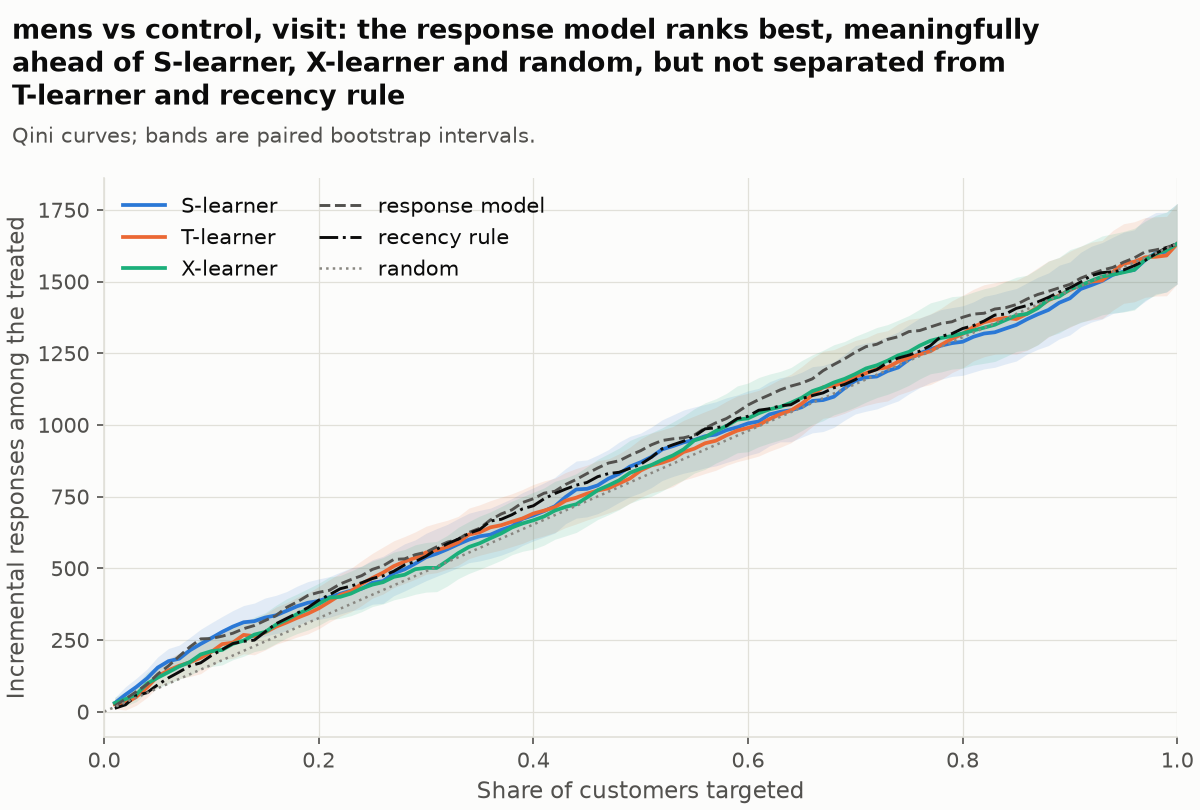 mens vs control, visit: the response model ranks best, meaningfully
ahead of S-learner, X-learner and random, but not separated from
T-learner and recency rule
Qini curves; bands are paired bootstrap intervals.
S-learner
T-learner
X-learner
response model
recency rule
random
Incremental responses among the treated
1750
1500
1250
1000
750
500
250
0
0.0 0.2 0.4 0.6 0.8 1.0
Share of customers targeted